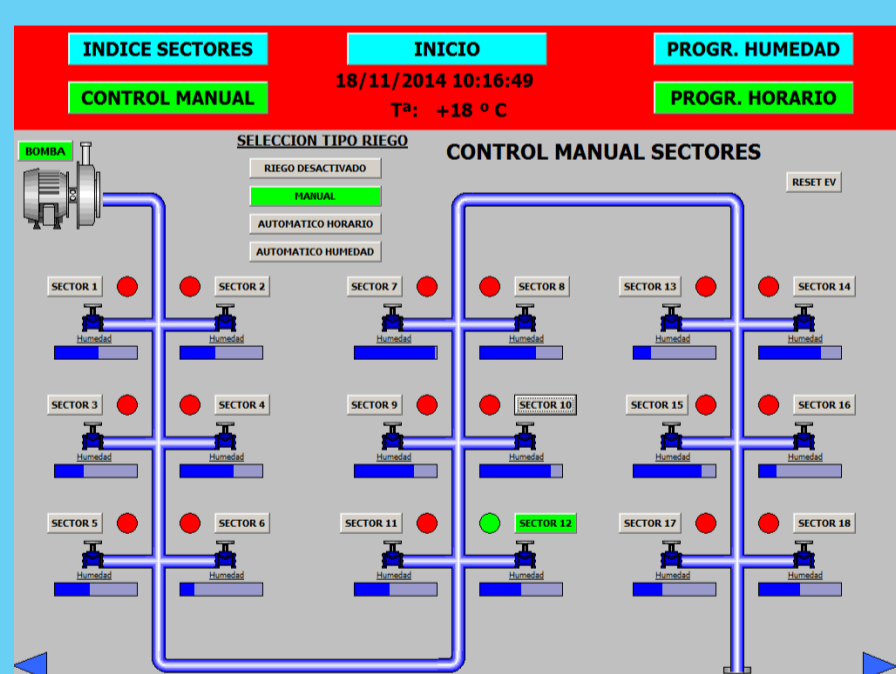 INDICE SECTORES
INICIO
PROGR. HUMEDAD
CONTROL MANUAL
18/11/2014 10:16:49
Tª: +18 º C
PROGR. HORARIO
BOMBA
SELECCION TIPO RIEGO
CONTROL MANUAL SECTORES
RIEGO DESACTIVADO
RESET EV
MANUAL
AUTOMATICO HORARIO
AUTOMATICO HUMEDAD
SECTOR 1
SECTOR 2
SECTOR 7
SECTOR 8
SECTOR 13
SECTOR 14
Humedad
Humedad
Humedad
Humedad
Humedad
Humedad
SECTOR 3
SECTOR 4
SECTOR 9
SECTOR 10
SECTOR 15
SECTOR 16
Humedad
Humedad
Humedad
Humedad
Humedad
Humedad
SECTOR 5
SECTOR 6
SECTOR 11
SECTOR 12
SECTOR 17
SECTOR 18
Humedad
Humedad
Humedad
Humedad
Humedad
Humedad